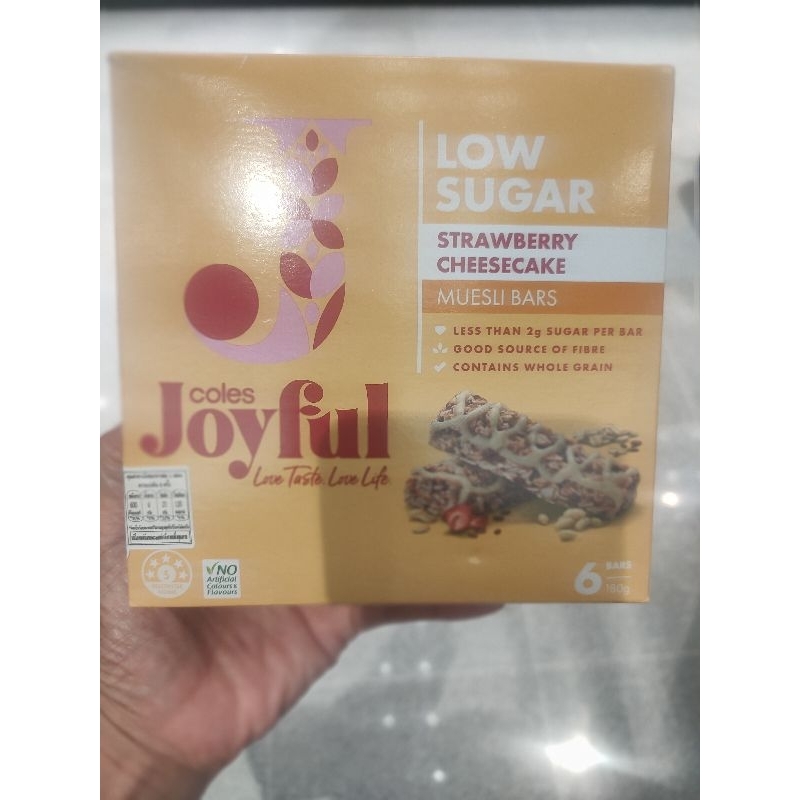 LOW
SUGAR
STRAWBERRY
CHEESECAKE
MUESLI BARS
LESS THAN 2g SUGAR PER BAR
GOOD SOURCE OF FIBRE
CONTAINS WHOLE GRAIN
coles
Joyful
Love Taste. Love Life.
NO
Artificial
Colours &
Flavours
6 BARS
180g